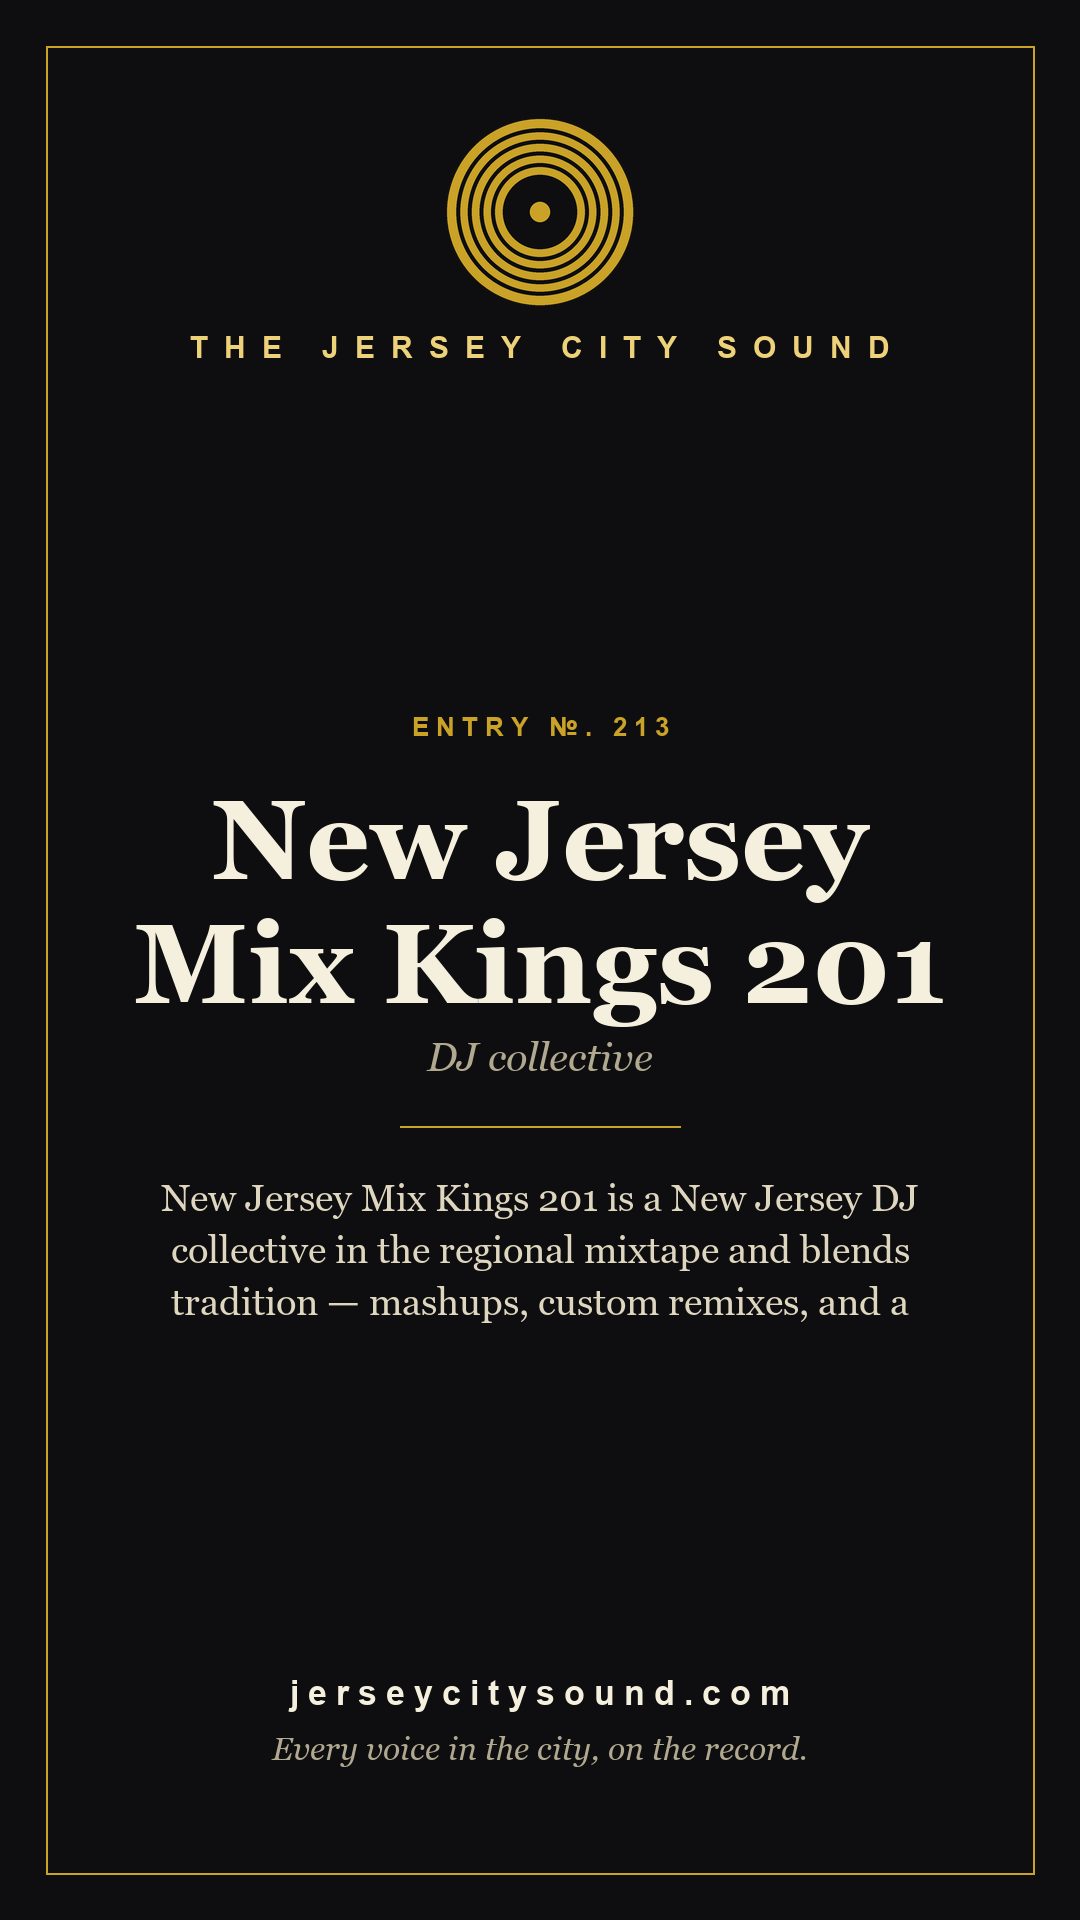 THE JERSEY CITY SOUND
ENTRY №. 213
New Jersey
Mix Kings 201
DJ collective
New Jersey Mix Kings 201 is a New Jersey DJ
collective in the regional mixtape and blends
tradition — mashups, custom remixes, and a
jerseycitysound.com
Every voice in the city, on the record.